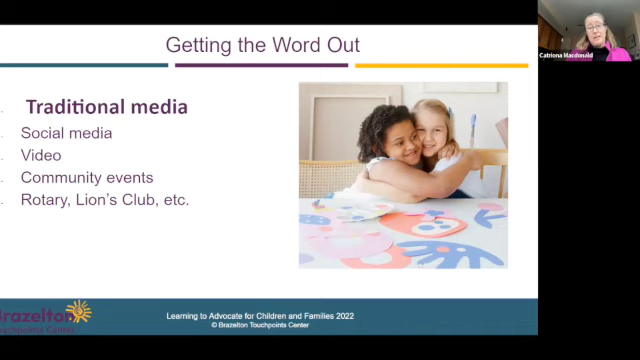 Getting the Word Out
Traditional media
Social media
Video
Community events
Rotary, Lion's Club, etc.
Catriona Macdonald
Brazelton
Touchpoints Center
Learning to Advocate for Children and Families 2022
© Brazelton Touchpoints Center